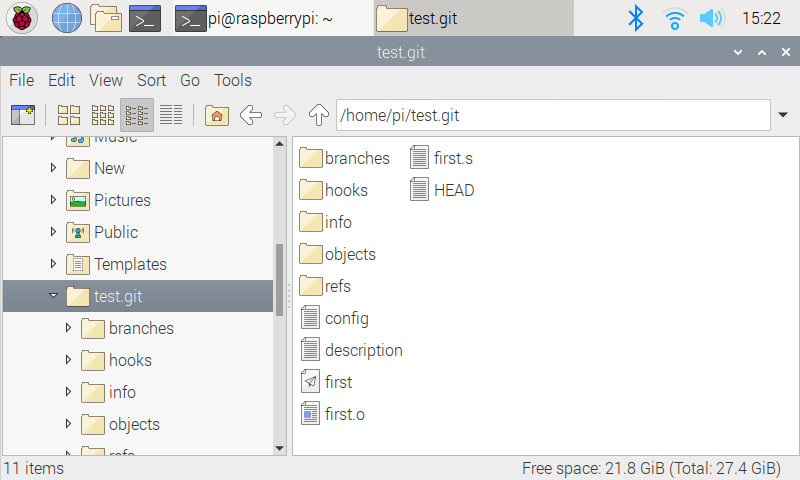 pi@raspberrypi: ~ test.git 15:22
test.git
File Edit View Sort Go Tools
/home/pi/test.git
Music
New
Pictures
Public
Templates
test.git
branches
hooks
info
objects
refs
branches
hooks
info
objects
refs
config
description
first
first.o
first.s
HEAD
11 items Free space: 21.8 GiB (Total: 27.4 GiB)